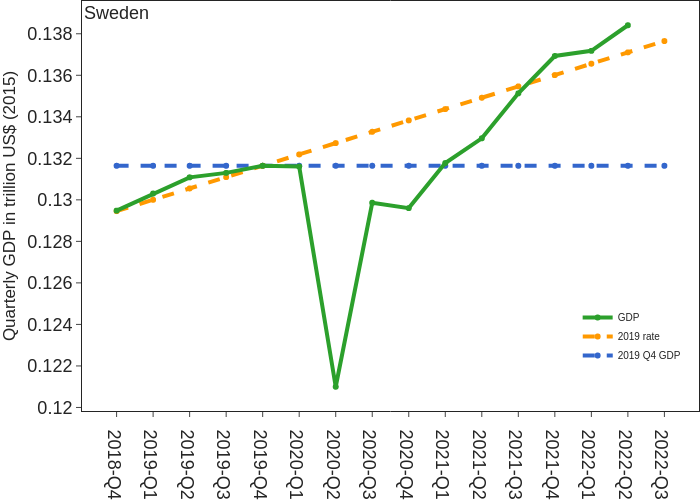 Sweden
Quarterly GDP in trillion US$ (2015)
0.138
0.136
0.134
0.132
0.13
0.128
0.126
0.124
0.122
0.12
GDP
2019 rate
2019 Q4 GDP
2018-Q4
2019-Q1
2019-Q2
2019-Q3
2019-Q4
2020-Q1
2020-Q2
2020-Q3
2020-Q4
2021-Q1
2021-Q2
2021-Q3
2021-Q4
2022-Q1
2022-Q2
2022-Q3